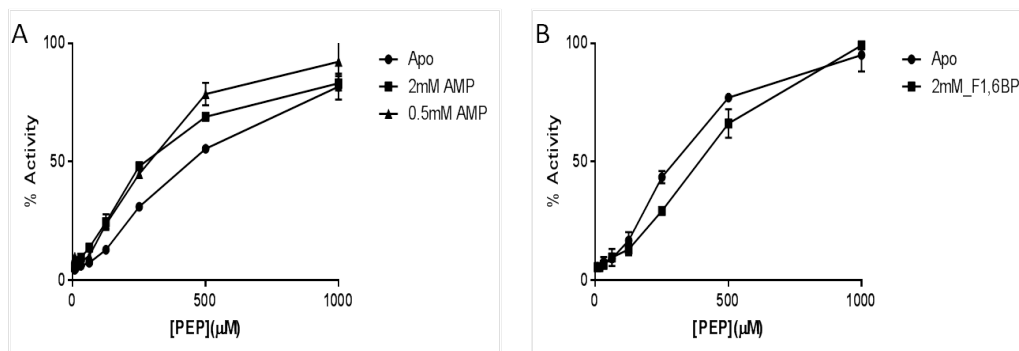 A
100
50
0
% Activity
0
500
1000
[PEP](μM)
Apo
2mM AMP
0.5mM AMP
B
100
50
0
% Activity
0
500
1000
[PEP](μM)
Apo
2mM_F1,6BP